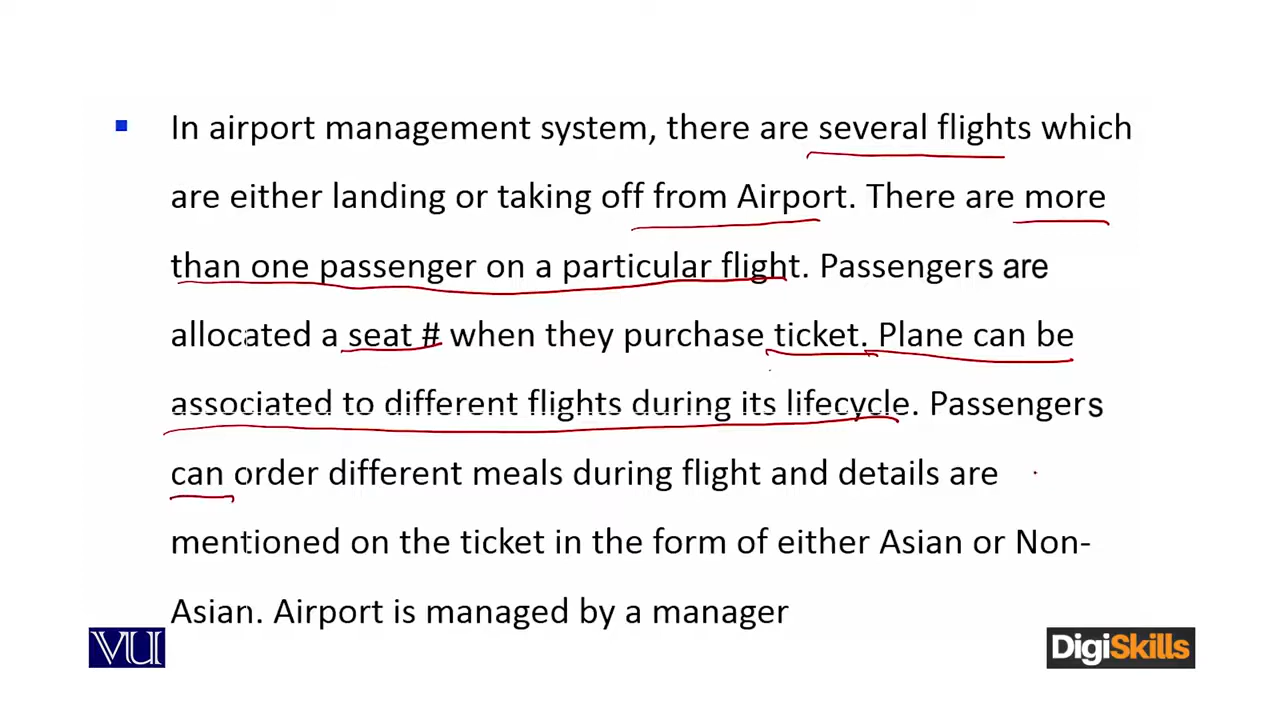 In airport management system, there are several flights which
are either landing or taking off from Airport. There are more
than one passenger on a particular flight. Passengers are
allocated a seat # when they purchase ticket. Plane can be
associated to different flights during its lifecycle. Passengers
can order different meals during flight and details are
mentioned on the ticket in the form of either Asian or Non-
Asian. Airport is managed by a manager
VU
DigiSkills